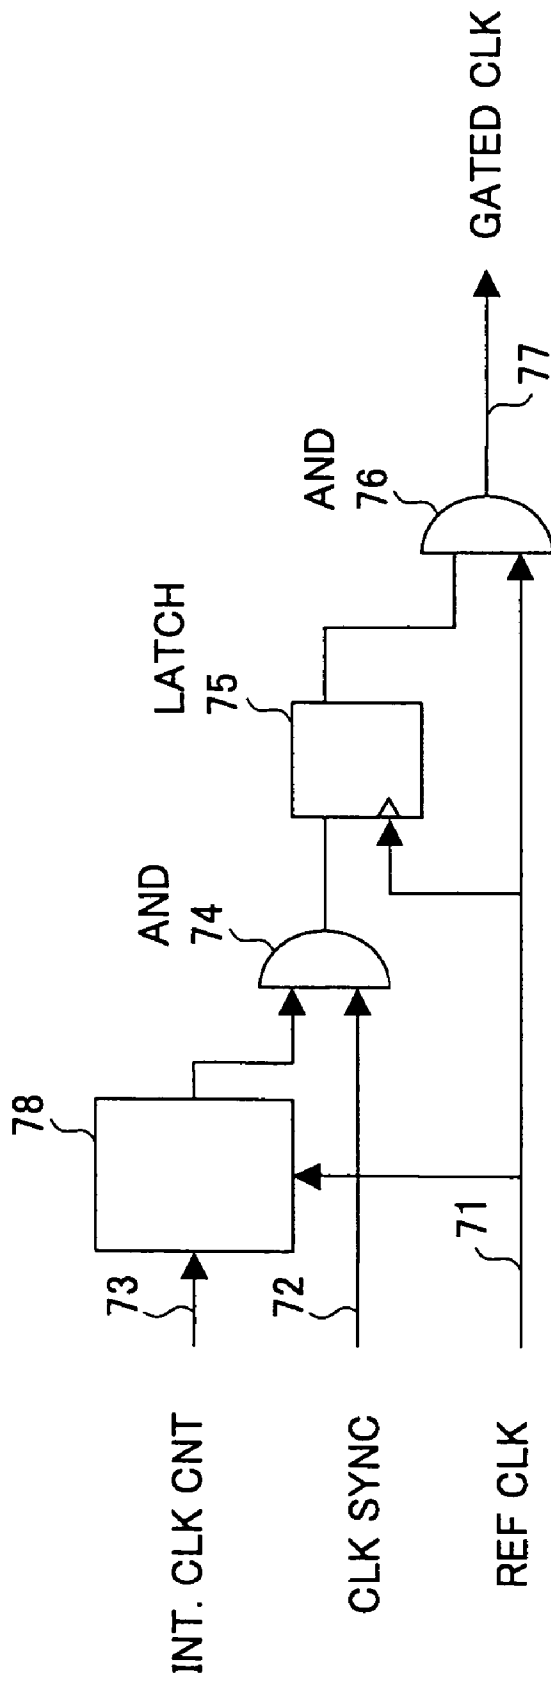 INT. CLK CNT
73
78
CLK SYNC
72
AND
74
LATCH
75
AND
76
REF CLK
71
77
GATED CLK